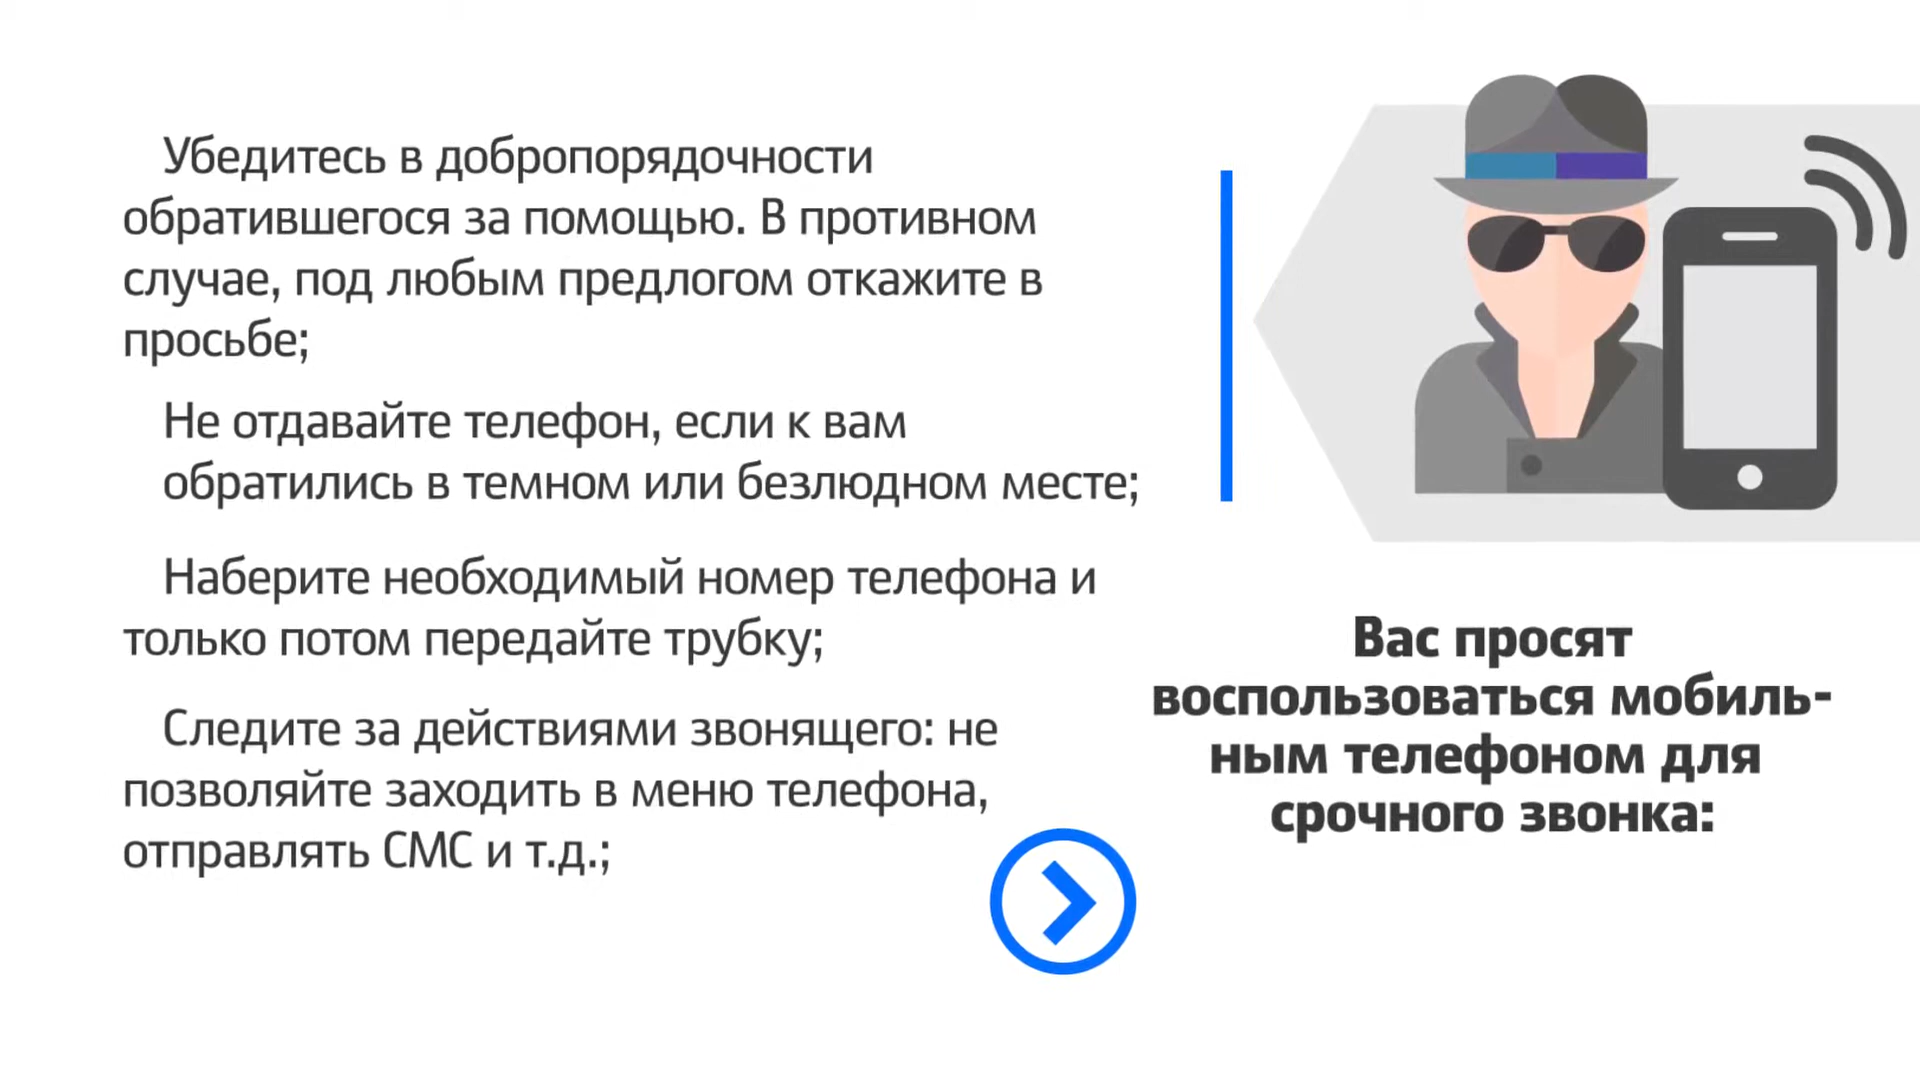 Убедитесь в добропорядочности
обратившегося за помощью. В противном
случае, под любым предлогом откажите в
просьбе;
Не отдавайте телефон, если к вам
обратились в темном или безлюдном месте;
Наберите необходимый номер телефона и
только потом передайте трубку;
Следите за действиями звонящего: не
позволяйте заходить в меню телефона,
отправлять СМС и т.д.;
Вас просят
воспользоваться мобиль-
ным телефоном для
срочного звонка: